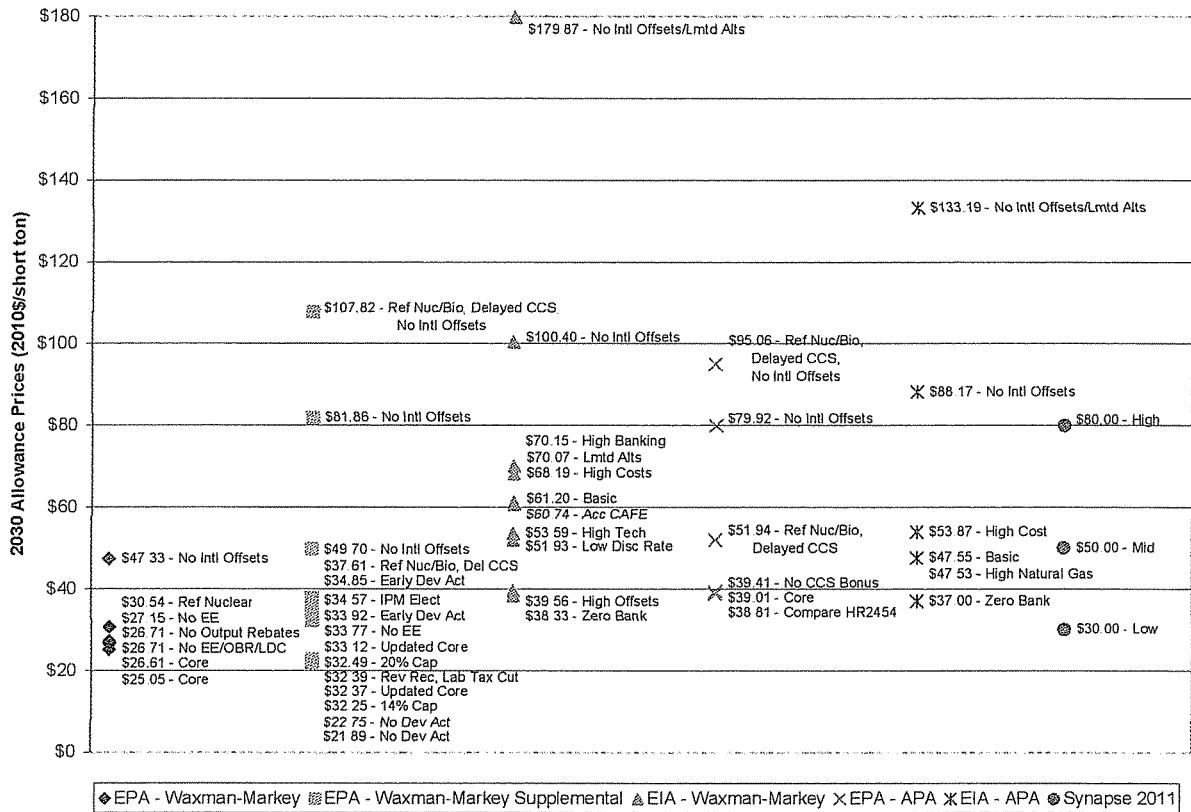 2030 Allowance Prices (2010$/short ton)
$180
$160
$140
$120
$100
$80
$60
$40
$20
$0
$47 33 - No Intl Offsets
$30.54 - Ref Nuclear
$27.15 - No EE
$26.71 - No Output Rebates
$26.71 - No EE/OBR/LDC
$26.61 - Core
$25.05 - Core
$107.82 - Ref Nuc/Bio, Delayed CCS
No Intl Offsets
$81.86 - No Intl Offsets
$49 70 - No Intl Offsets
$37.61 - Ref Nuc/Bio, Del CCS
$34.85 - Early Dev Act
$34 57 - IPM Elect
$33 92 - Early Dev Act
$33 77 - No EE
$33 12 - Updated Core
$32.49 - 20% Cap
$32 39 - Rev Rec, Lab Tax Cut
$32 37 - Updated Core
$32 25 - 14% Cap
$22 75 - No Dev Act
$21 89 - No Dev Act
$179 87 - No Intl Offsets/Lmtd Alts
$100.40 - No Intl Offsets
$70.15 - High Banking
$70.07 - Lmtd Alts
$68.19 - High Costs
$61.20 - Basic
$60.74 - Acc CAFE
$53 59 - High Tech
$51 93 - Low Disc Rate
$39 56 - High Offsets
$38 33 - Zero Bank
$95.06 - Ref Nuc/Bio,
Delayed CCS,
No Intl Offsets
$79.92 - No Intl Offsets
$51.94 - Ref Nuc/Bio,
Delayed CCS
$39.41 - No CCS Bonus
$39.01 - Core
$38 81 - Compare HR2454
$133.19 - No Intl Offsets/Lmtd Alts
$88.17 - No Intl Offsets
$53 87 - High Cost
$47.55 - Basic
$47 53 - High Natural Gas
$37.00 - Zero Bank
$80.00 - High
$50.00 - Mid
$30.00 - Low
EPA - Waxman-Markey EPA - Waxman-Markey Supplemental EIA - Waxman-Markey EPA - APA EIA - APA Synapse 2011